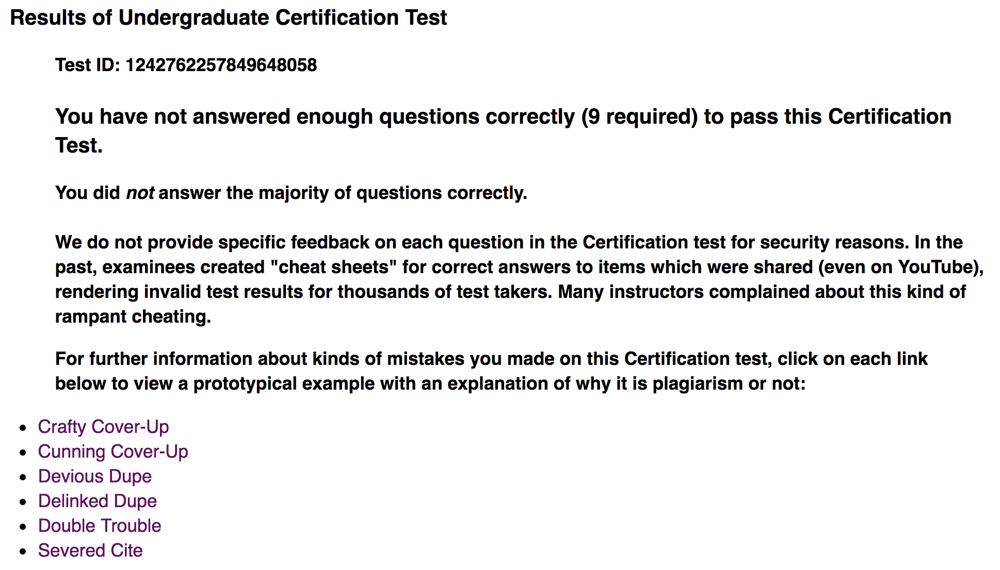 Results of Undergraduate Certification Test
Test ID: 1242762257849648058
You have not answered enough questions correctly (9 required) to pass this Certification
Test.
You did not answer the majority of questions correctly.
We do not provide specific feedback on each question in the Certification test for security reasons. In the
past, examinees created "cheat sheets" for correct answers to items which were shared (even on YouTube),
rendering invalid test results for thousands of test takers. Many instructors complained about this kind of
rampant cheating.
For further information about kinds of mistakes you made on this Certification test, click on each link
below to view a prototypical example with an explanation of why it is plagiarism or not:
• Crafty Cover-Up
• Cunning Cover-Up
• Devious Dupe
• Delinked Dupe
• Double Trouble
• Severed Cite